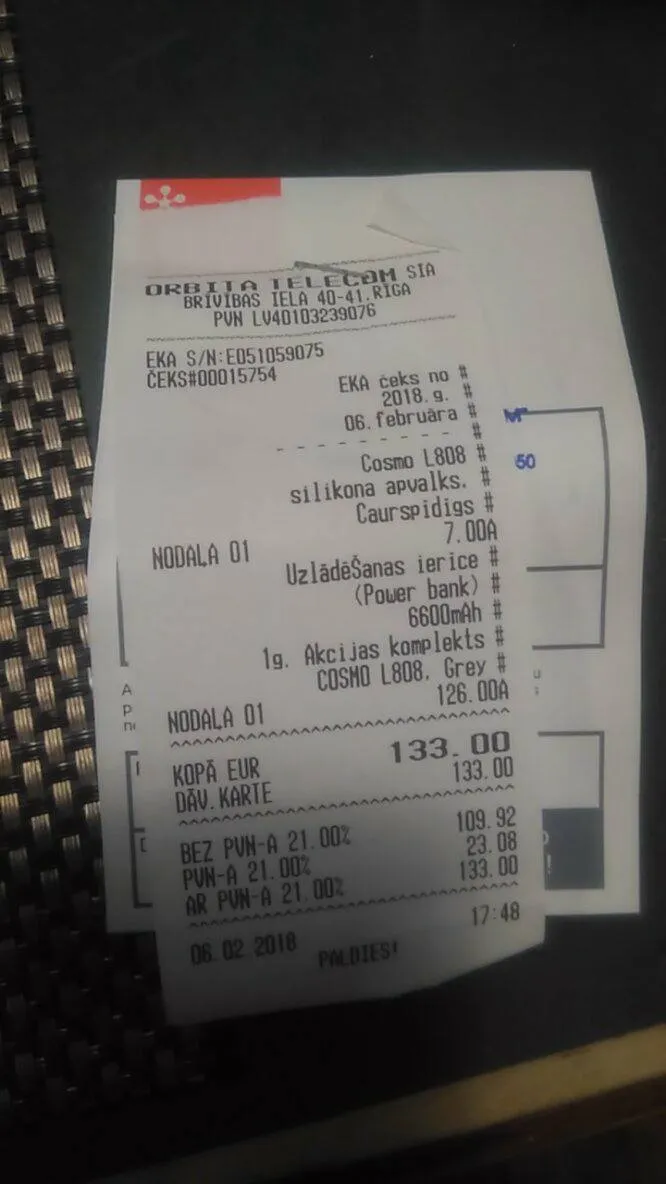 ORBITA TELECOM SIA
BRĪVĪBAS IELA 40-41.RĪGA
PVN LV40103239076
EKA S/N:E051059075
ČEKS#00015754
EKA čeks no #
2018.g. #
06.februāra #
- - - - - - - - - #
Cosmo L808 #
silikona apvalks. #
Caurspidigs #
7.00A
NODAĻA 01
UzlādēŠanas ierice #
(Power bank) #
6600mAh #
1g. Akcijas komplekts #
COSMO L808, Grey #
126.00A
NODAĻA 01
KOPĀ EUR 133.00
DĀV.KARTE 133.00
BEZ PVN-A 21.00% 109.92
PVN-A 21.00% 23.08
AR PVN-A 21.00% 133.00
06.02.2018 17:48
PALDIES!
50